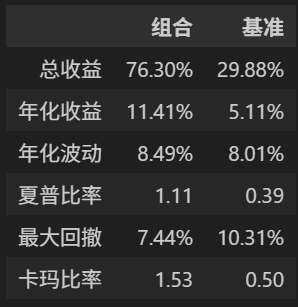 组合 基准
总收益 76.30% 29.88%
年化收益 11.41% 5.11%
年化波动 8.49% 8.01%
夏普比率 1.11 0.39
最大回撤 7.44% 10.31%
卡玛比率 1.53 0.50